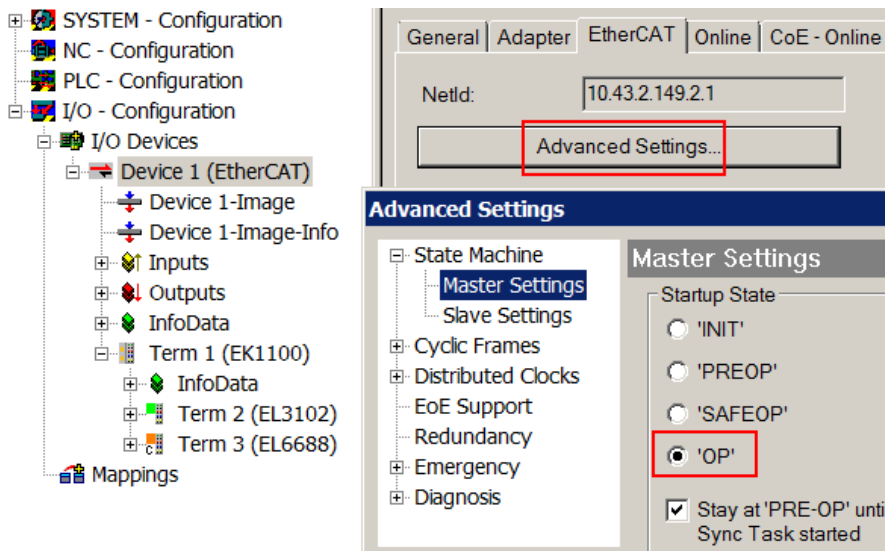 SYSTEM - Configuration
NC - Configuration
PLC - Configuration
I/O - Configuration
I/O Devices
Device 1 (EtherCAT)
Device 1-Image
Device 1-Image-Info
Inputs
Outputs
InfoData
Term 1 (EK1100)
InfoData
Term 2 (EL3102)
Term 3 (EL6688)
Mappings
General Adapter EtherCAT Online CoE - Online
NetId: 10.43.2.149.2.1
Advanced Settings...
Advanced Settings
State Machine
Master Settings
Slave Settings
Cyclic Frames
Distributed Clocks
EoE Support
Redundancy
Emergency
Diagnosis
Master Settings
Startup State
'INIT'
'PREOP'
'SAFEOP'
'OP'
Stay at 'PRE-OP' unti
Sync Task started